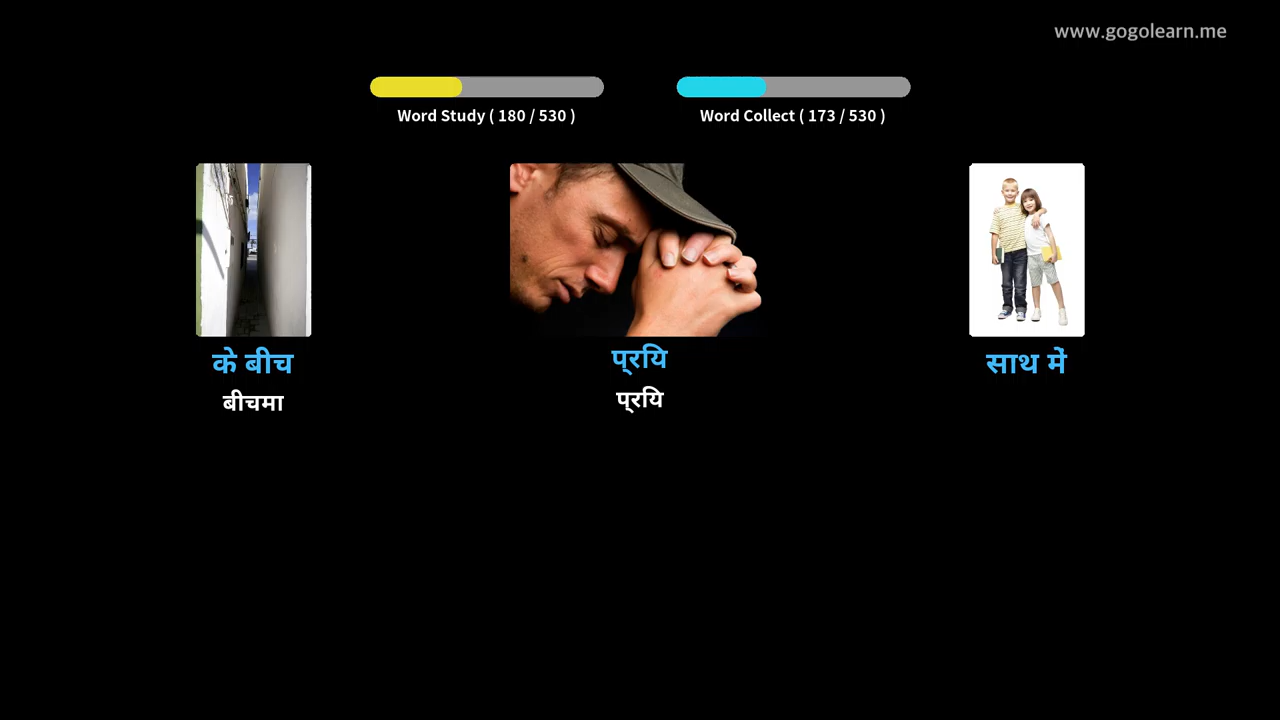 www.gogolearn.me
Word Study ( 180 / 530 )
Word Collect ( 173 / 530 )
के बीच
प्रयि
साथ में
बीचमा
प्रयि